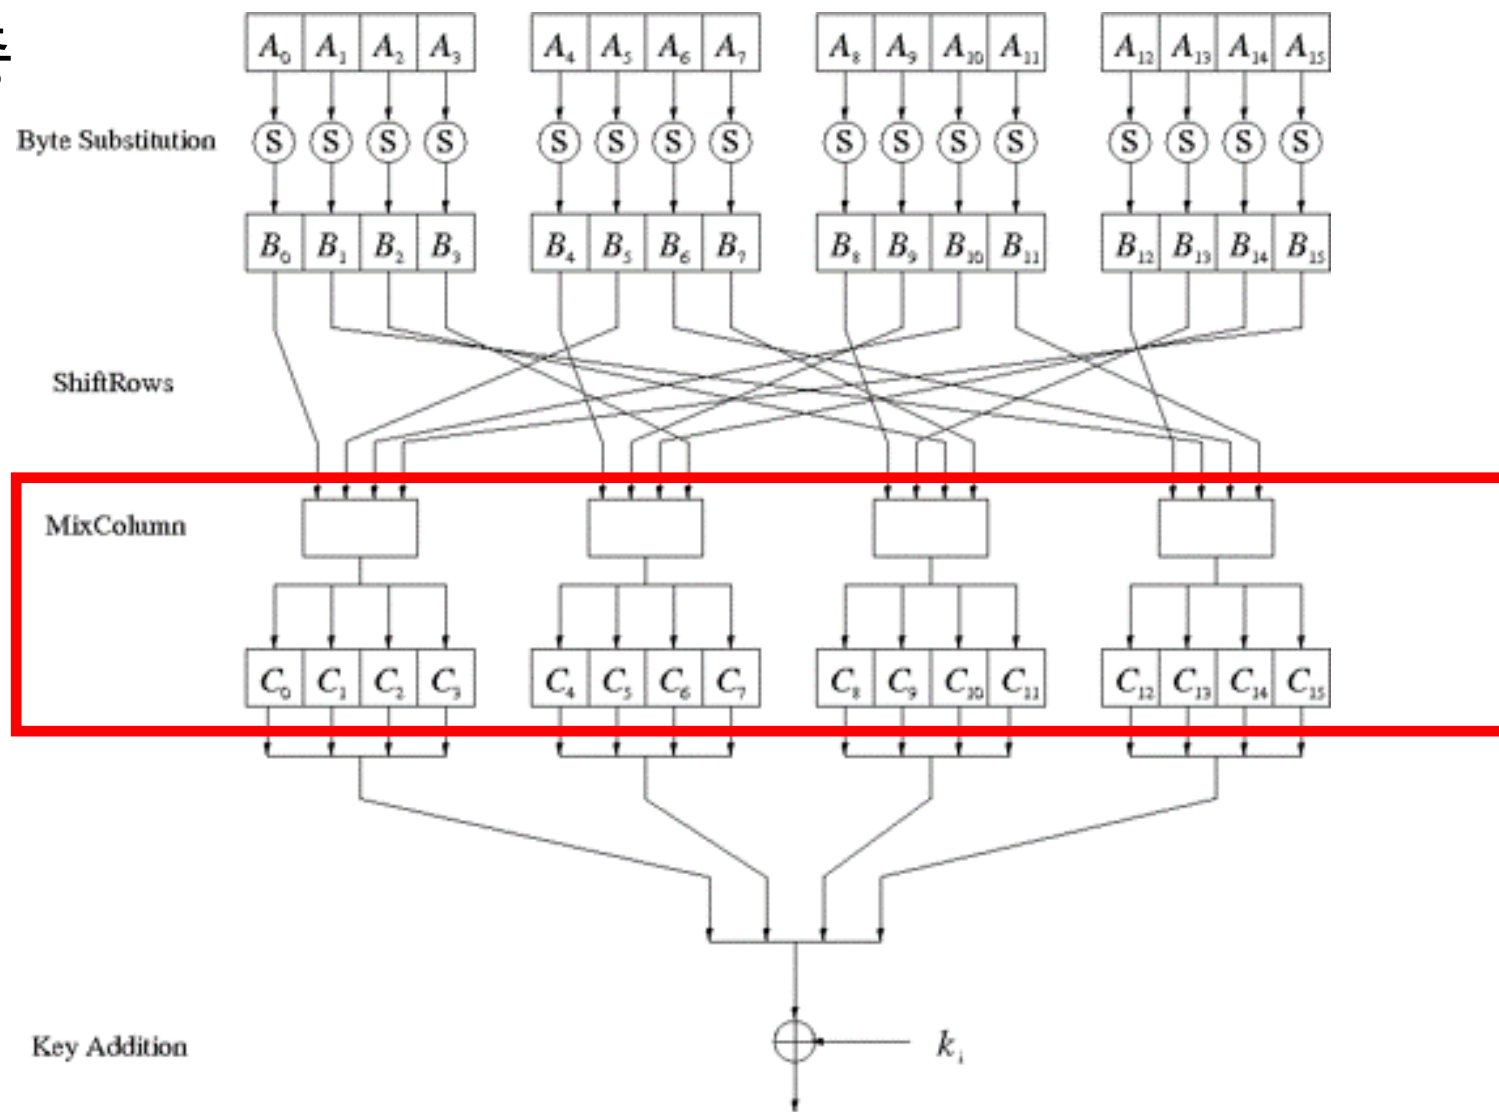 A₀ A₁ A₂ A₃ A₄ A₅ A₆ A₇ A₈ A₉ A₁₀ A₁₁ A₁₂ A₁₃ A₁₄ A₁₅
Byte Substitution S S S S S S S S S S S S S S S S
B₀ B₁ B₂ B₃ B₄ B₅ B₆ B₇ B₈ B₉ B₁₀ B₁₁ B₁₂ B₁₃ B₁₄ B₁₅
ShiftRows
MixColumn
C₀ C₁ C₂ C₃ C₄ C₅ C₆ C₇ C₈ C₉ C₁₀ C₁₁ C₁₂ C₁₃ C₁₄ C₁₅
Key Addition kᵢ